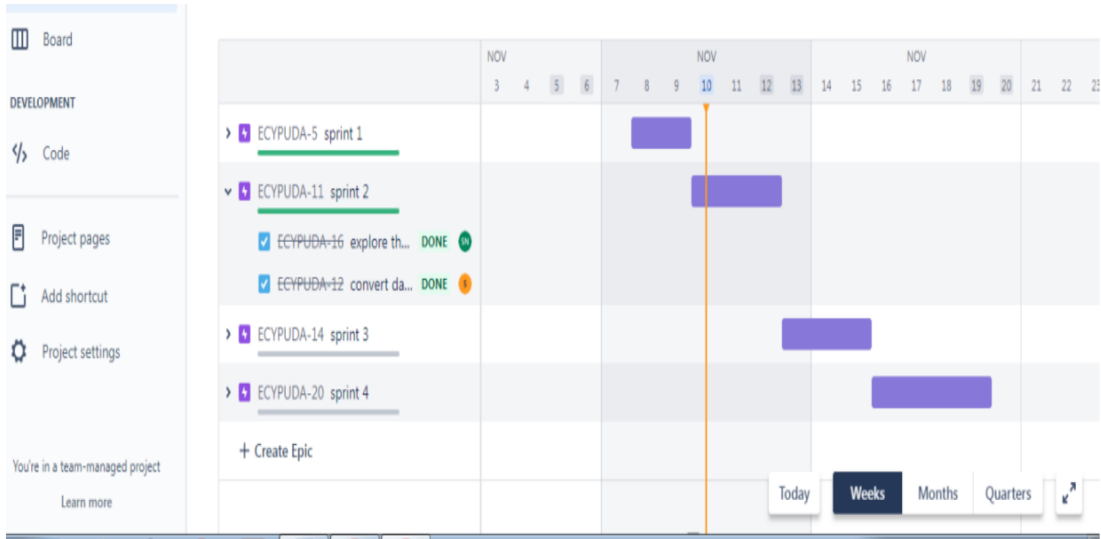 Board
DEVELOPMENT
Code
Project pages
Add shortcut
Project settings
You're in a team-managed project
Learn more
NOV NOV NOV
3 4 5 6 7 8 9 10 11 12 13 14 15 16 17 18 19 20 21 22 23
ECYPUDA-5 sprint 1
ECYPUDA-11 sprint 2
ECYPUDA-16 explore th... DONE SN
ECYPUDA-12 convert da... DONE S
ECYPUDA-14 sprint 3
ECYPUDA-20 sprint 4
+ Create Epic
Today Weeks Months Quarters